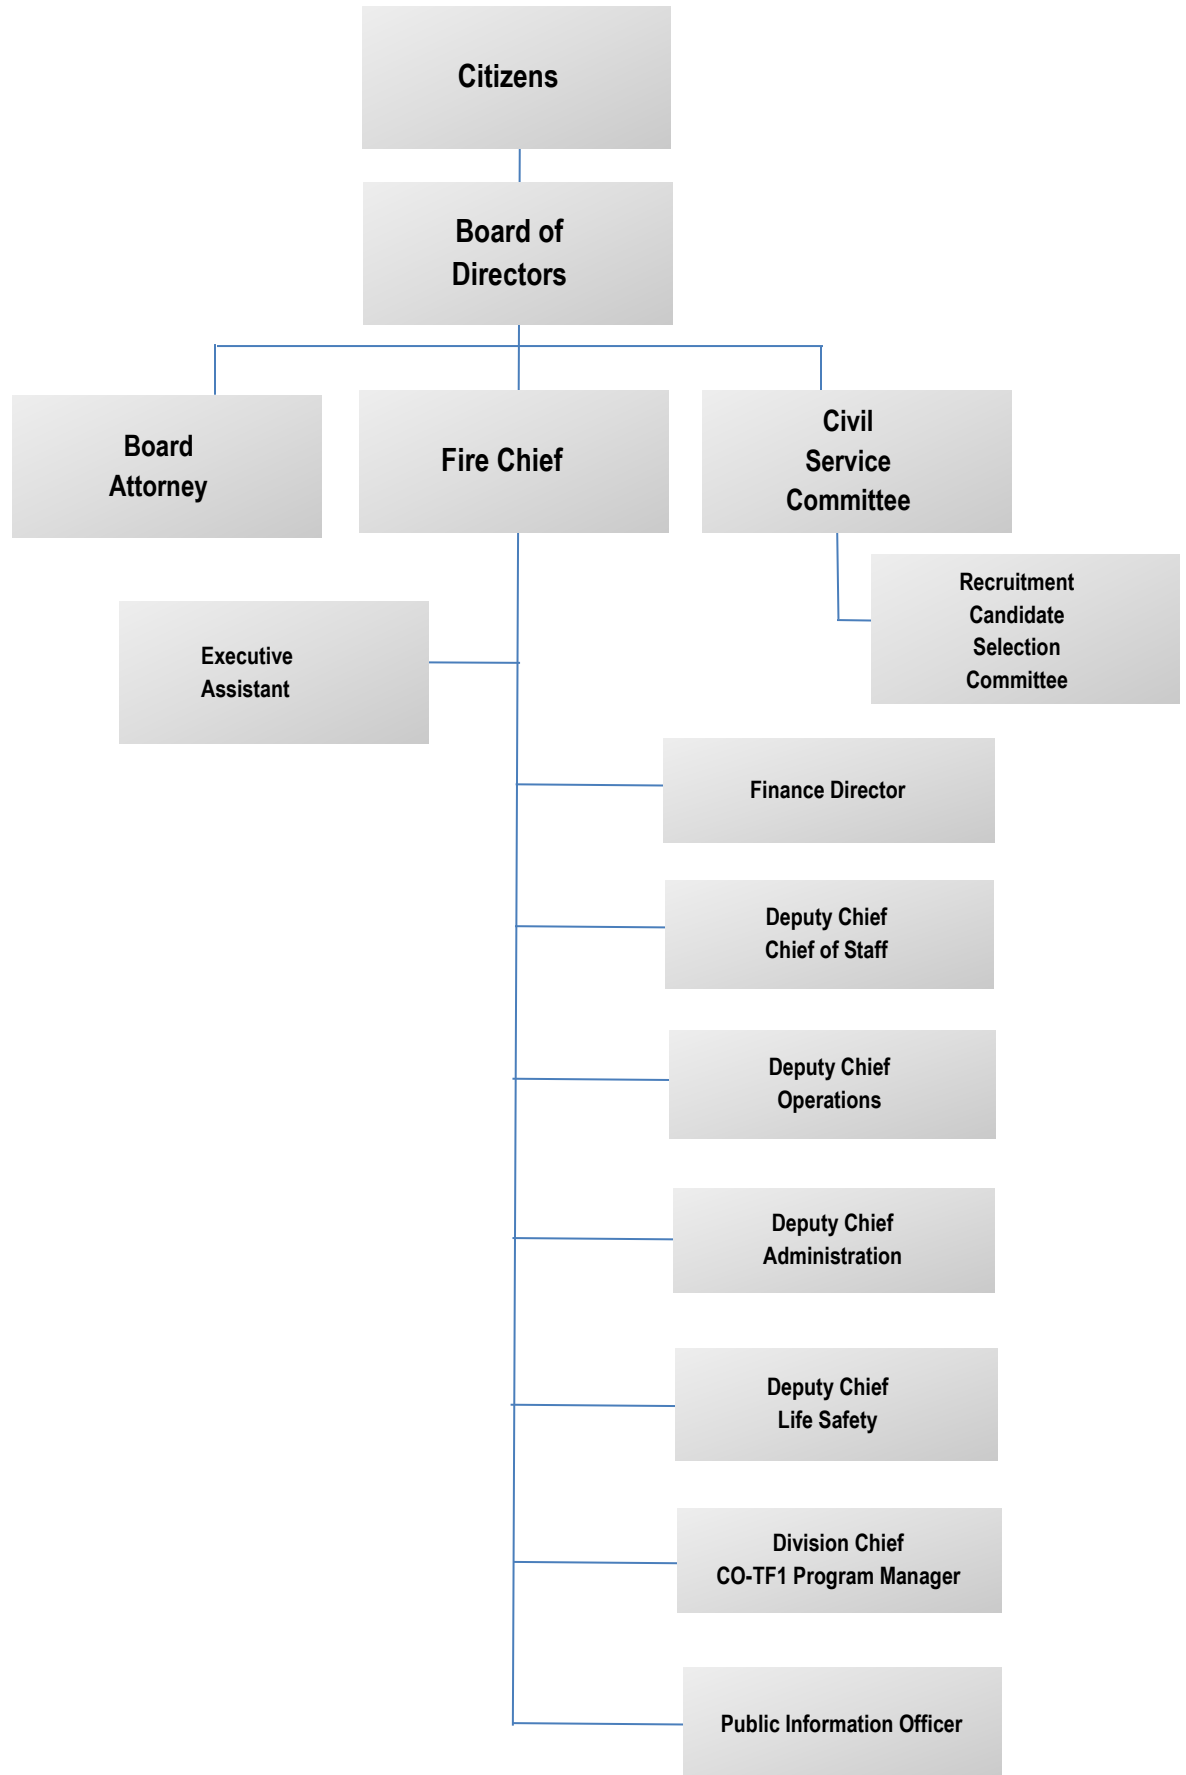 Citizens
Board of
Directors
Board
Attorney
Fire Chief
Civil
Service
Committee
Recruitment
Candidate
Selection
Committee
Executive
Assistant
Finance Director
Deputy Chief
Chief of Staff
Deputy Chief
Operations
Deputy Chief
Administration
Deputy Chief
Life Safety
Division Chief
CO-TF1 Program Manager
Public Information Officer